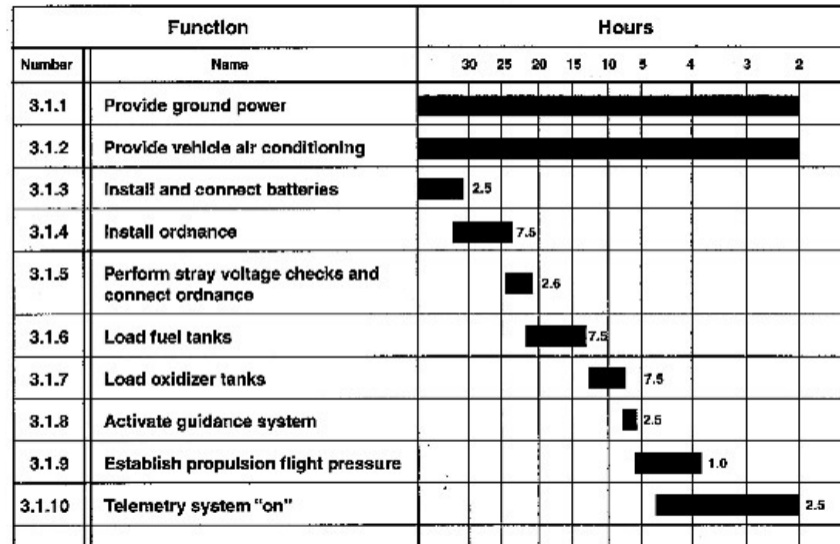 Function Hours
Number Name 30 25 20 15 10 5 4 3 2
3.1.1 Provide ground power
3.1.2 Provide vehicle air conditioning
3.1.3 Install and connect batteries 2.5
3.1.4 Install ordnance 7.5
3.1.5 Perform stray voltage checks and
connect ordnance 2.6
3.1.6 Load fuel tanks 7.5
3.1.7 Load oxidizer tanks 7.5
3.1.8 Activate guidance system 2.5
3.1.9 Establish propulsion flight pressure 1.0
3.1.10 Telemetry system "on" 2.5